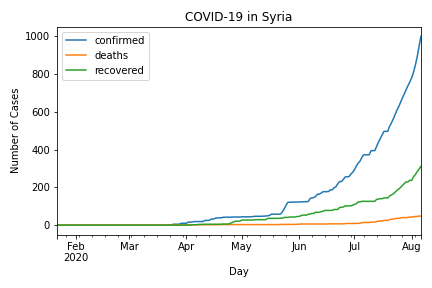 COVID-19 in Syria
confirmed
deaths
recovered
Number of Cases
1000
800
600
400
200
0
Feb Mar Apr May Jun Jul Aug
2020
Day